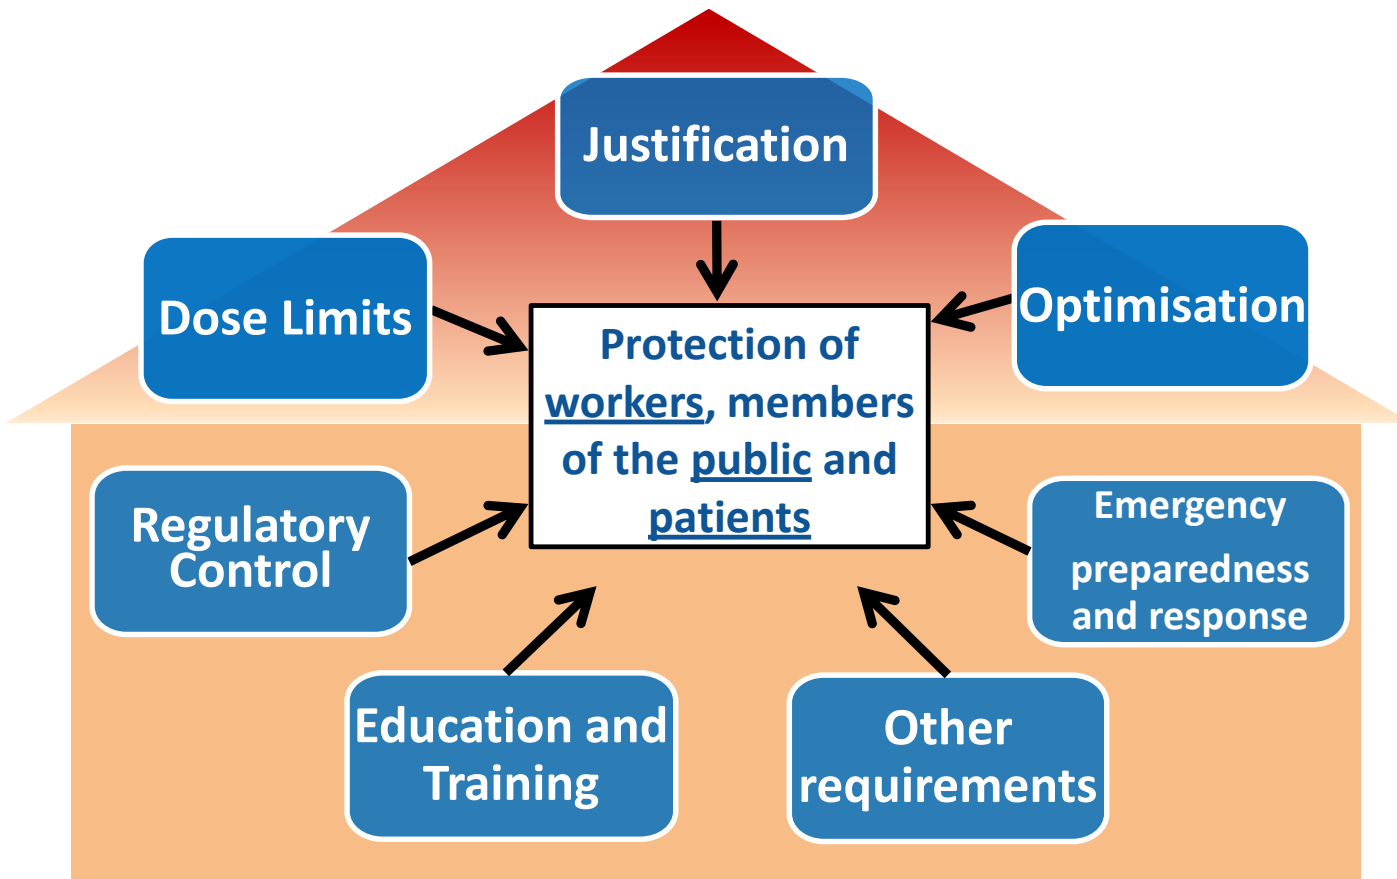 Justification
Dose Limits
Optimisation
Protection of
workers, members
of the public and
patients
Regulatory
Control
Emergency
preparedness
and response
Education and
Training
Other
requirements